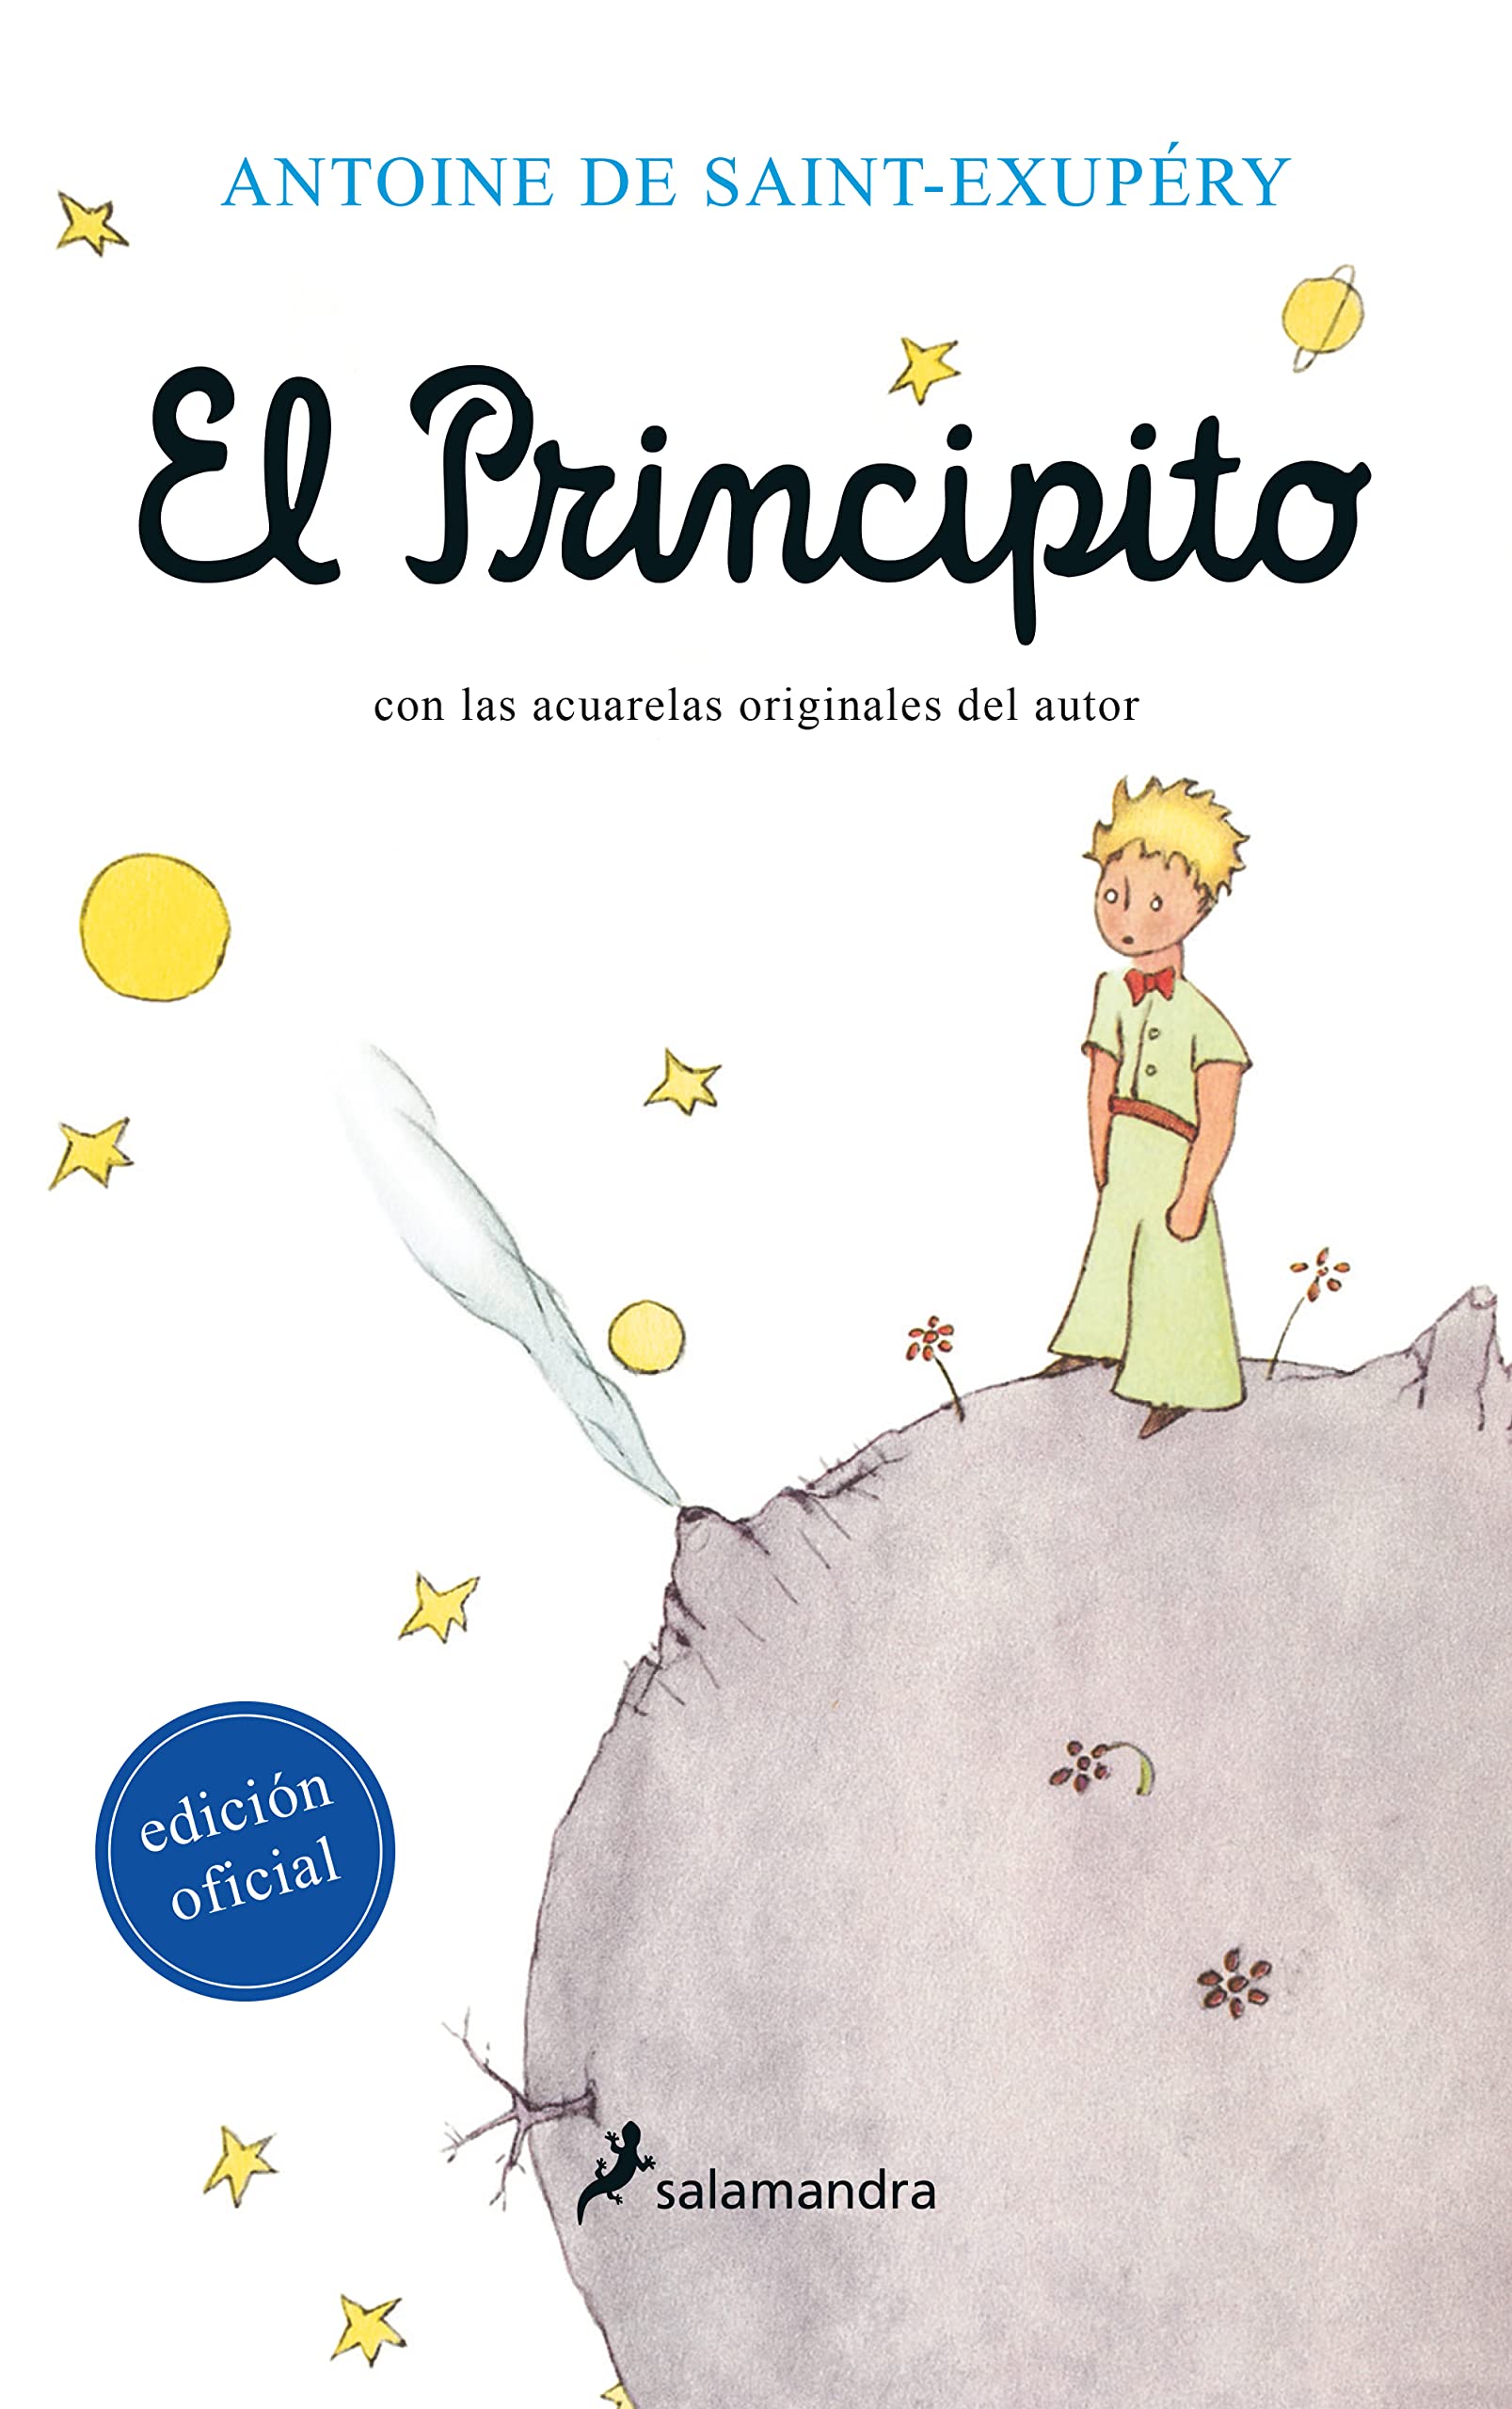 ANTOINE DE SAINT-EXUPÉRY
El Principito
con las acuarelas originales del autor
edición
oficial
salamandra